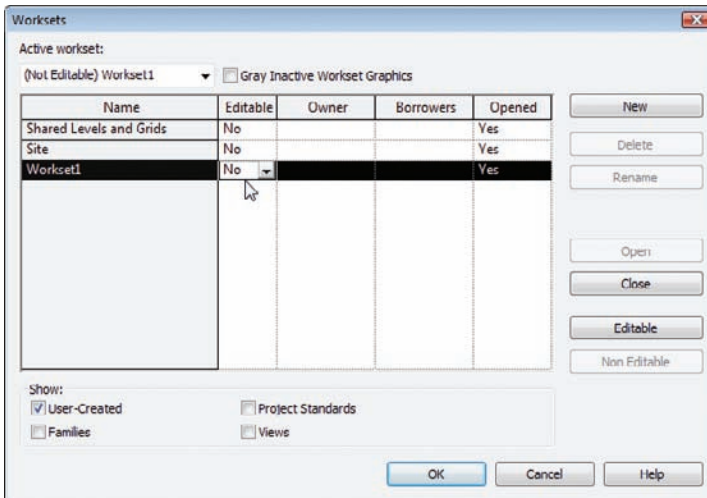 Worksets
Active workset:
(Not Editable) Workset1
Gray Inactive Workset Graphics
Name Editable Owner Borrowers Opened
Shared Levels and Grids No Yes
Site No Yes
Workset1 No Yes
New
Delete
Rename
Open
Close
Editable
Non Editable
Show:
User-Created Project Standards
Families Views
OK Cancel Help